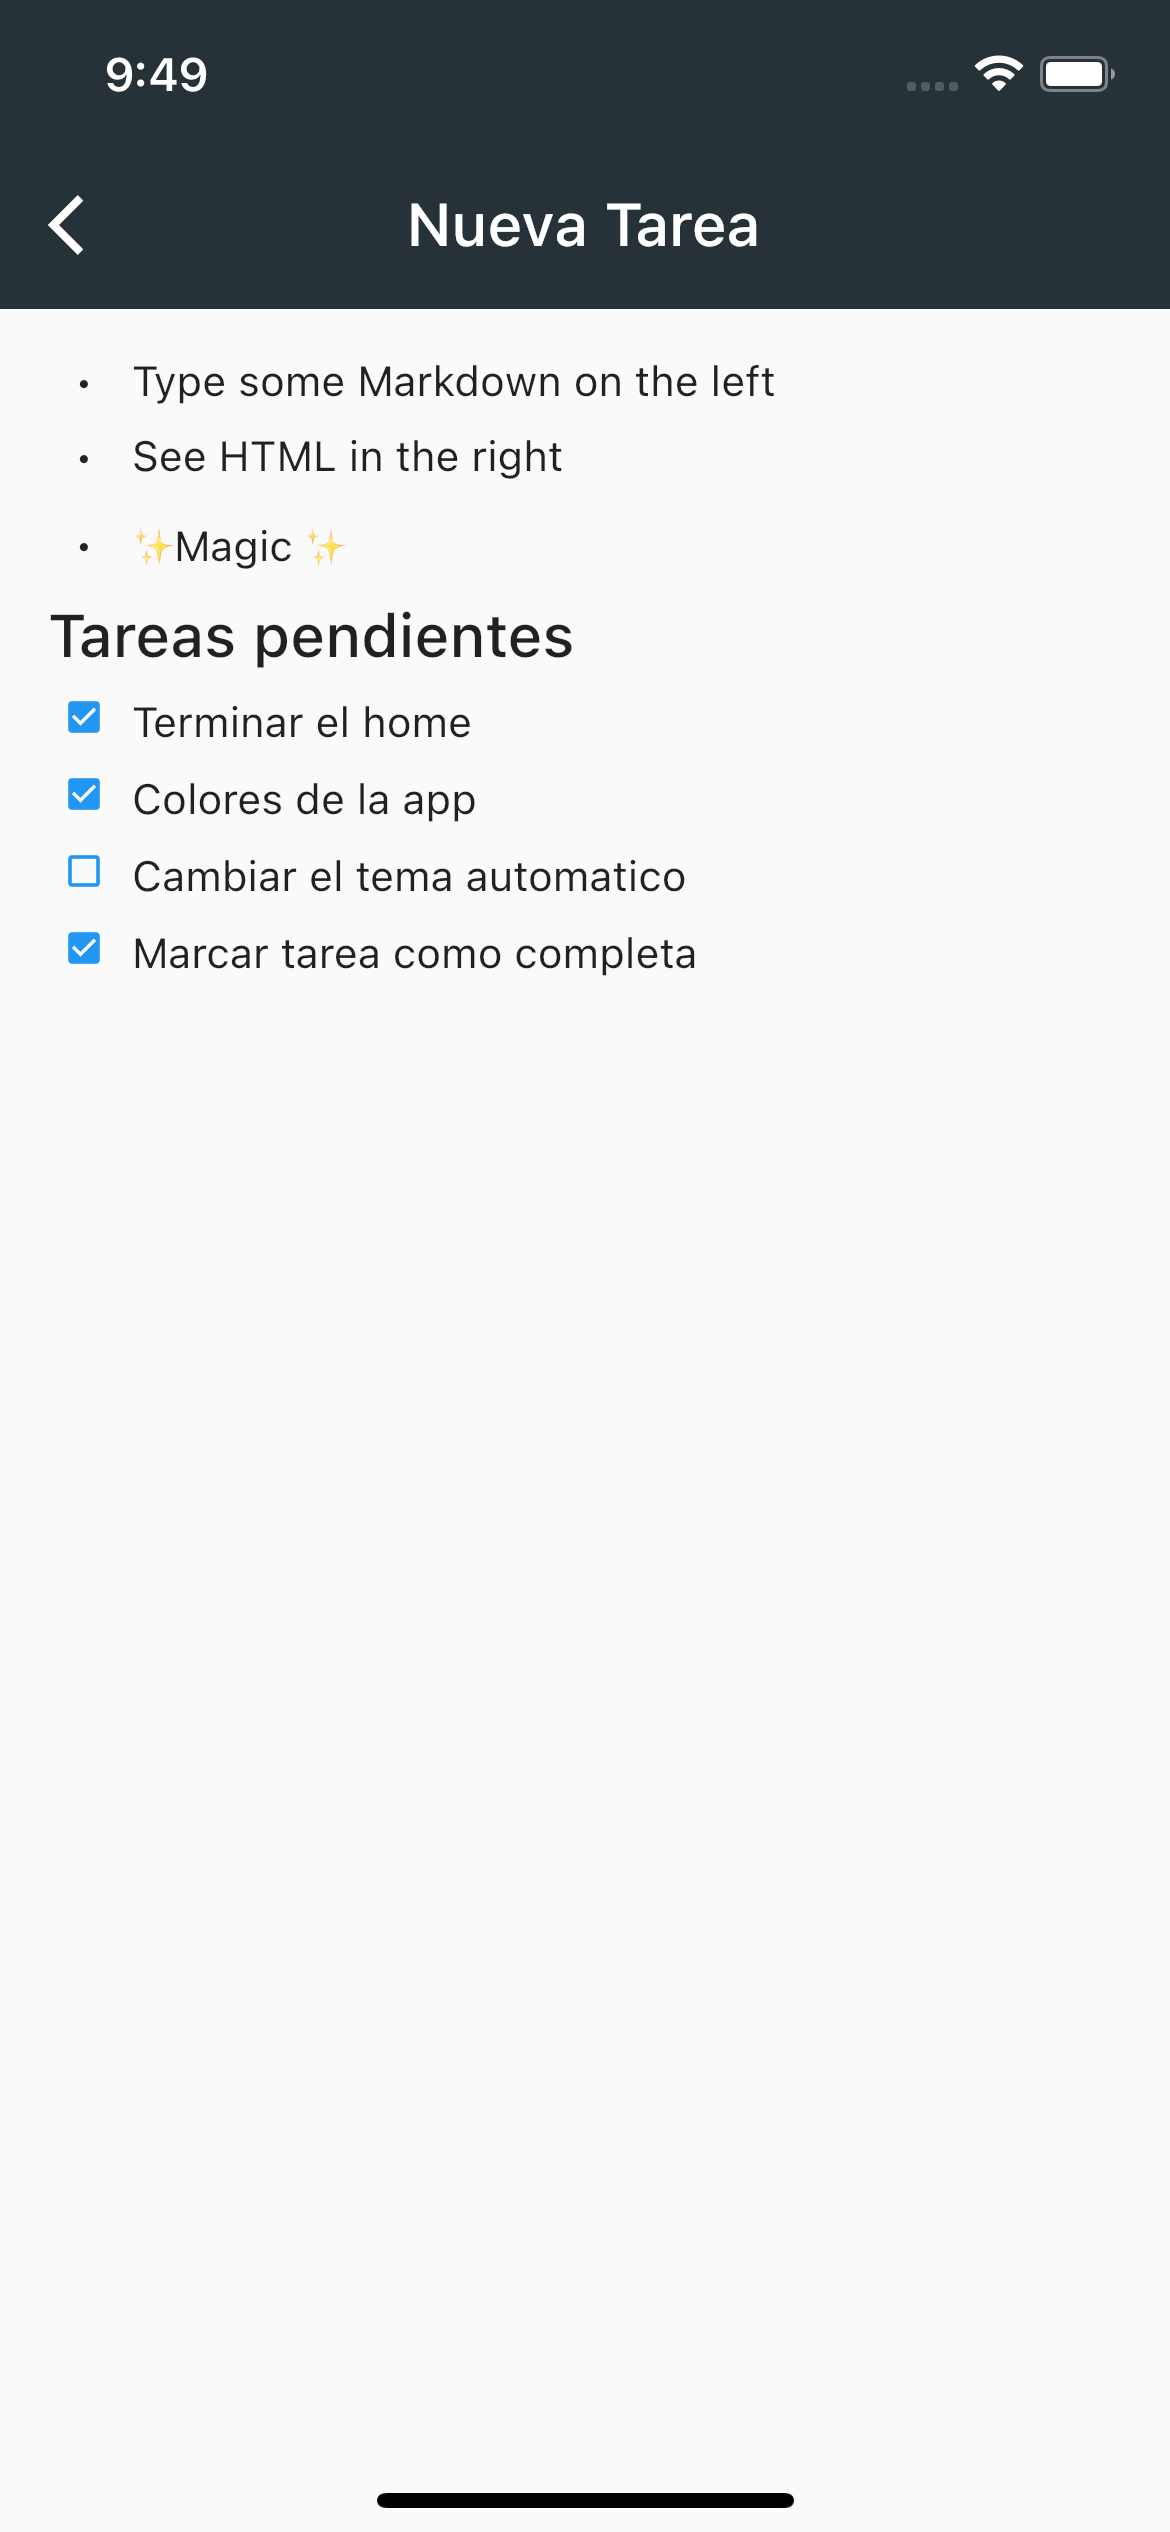 9:49
Nueva Tarea
• Type some Markdown on the left
• See HTML in the right
• ✨Magic ✨
Tareas pendientes
Terminar el home
Colores de la app
Cambiar el tema automatico
Marcar tarea como completa